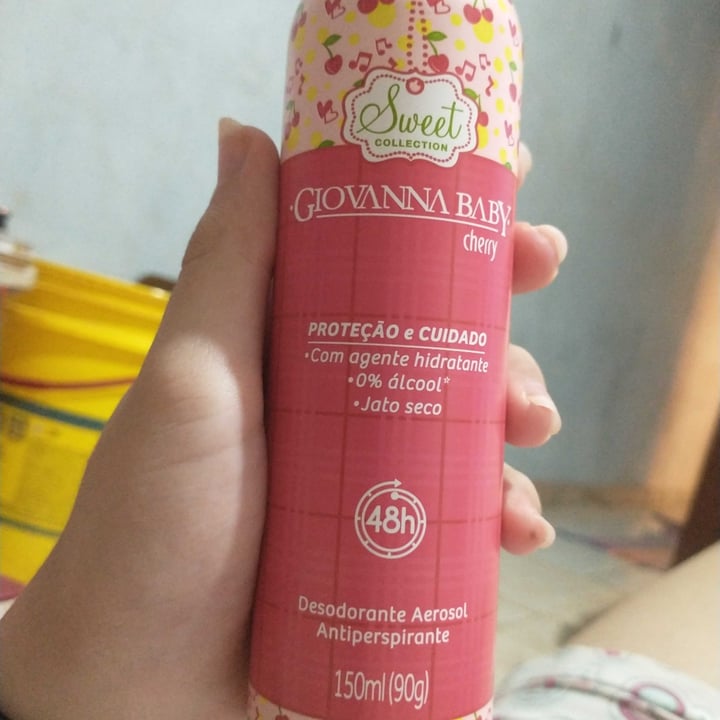 Sweet
COLLECTION
•GIOVANNA BABY•
cherry
PROTEÇÃO e CUIDADO
•Com agente hidratante
•0% álcool*
•Jato seco
48h
Desodorante Aerosol
Antiperspirante
150ml (90g)